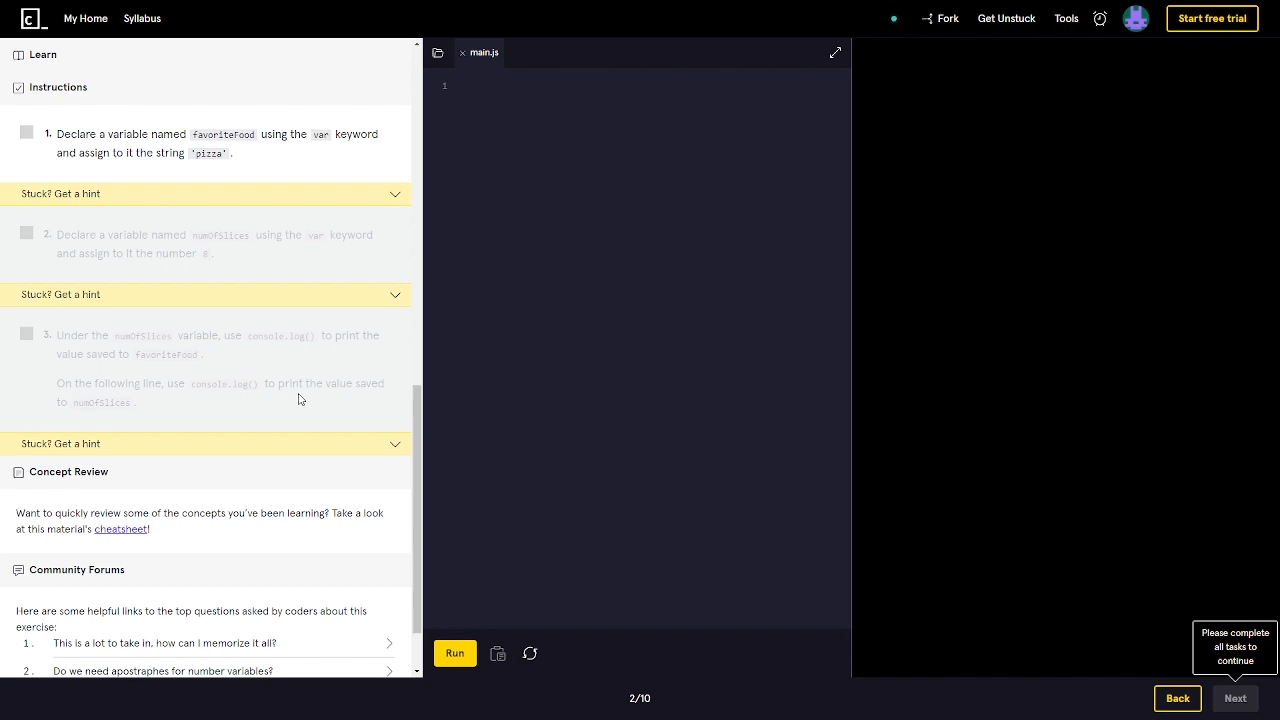 c_
My Home
Syllabus
Fork
Get Unstuck
Tools
Start free trial
Learn
Instructions
1. Declare a variable named favoriteFood using the var keyword
and assign to it the string 'pizza'.
Stuck? Get a hint
2. Declare a variable named numOfSlices using the var keyword
and assign to it the number 8.
Stuck? Get a hint
3. Under the numOfSlices variable, use console.log() to print the
value saved to favoriteFood.
On the following line, use console.log() to print the value saved
to numOfSlices.
Stuck? Get a hint
Concept Review
Want to quickly review some of the concepts you've been learning? Take a look
at this material's cheatsheet!
Community Forums
Here are some helpful links to the top questions asked by coders about this
exercise:
1. This is a lot to take in, how can I memorize it all?
2. Do we need apostraphes for number variables?
main.js
1
Run
Please complete
all tasks to
continue
2/10
Back
Next